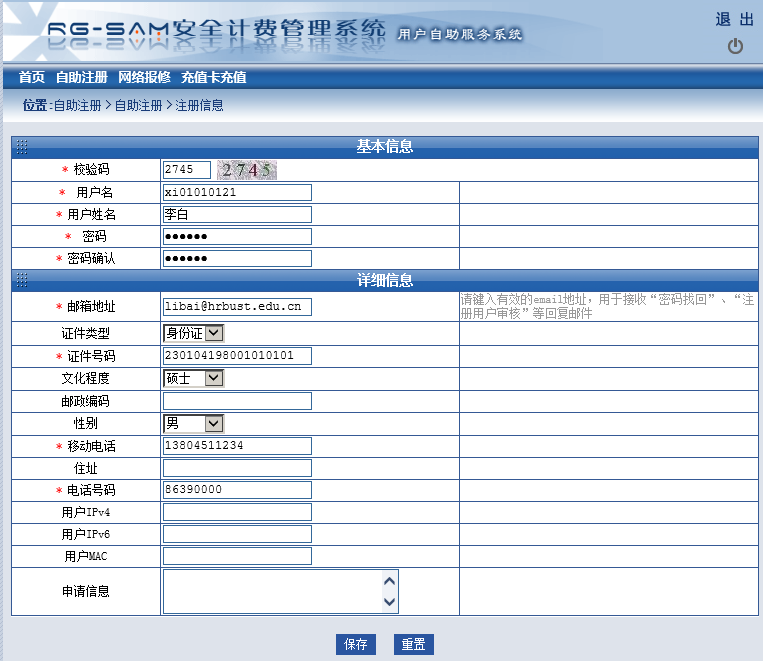 RG-SAM安全计费管理系统 用户自助服务系统
退 出
首页 自助注册 网络报修 充值卡充值
位置:自助注册 > 自助注册 > 注册信息
基本信息
* 校验码 2745 2745
* 用户名 xi01010121
* 用户姓名 李白
* 密码 ●●●●●●
* 密码确认 ●●●●●●
详细信息
* 邮箱地址 libai@hrbust.edu.cn 请键入有效的email地址，用于接收“密码找回”、“注
册用户审核”等回复邮件
证件类型 身份证
* 证件号码 230104198001010101
文化程度 硕士
邮政编码
性别 男
* 移动电话 13804511234
住址
* 电话号码 86390000
用户IPv4
用户IPv6
用户MAC
申请信息
保存 重置